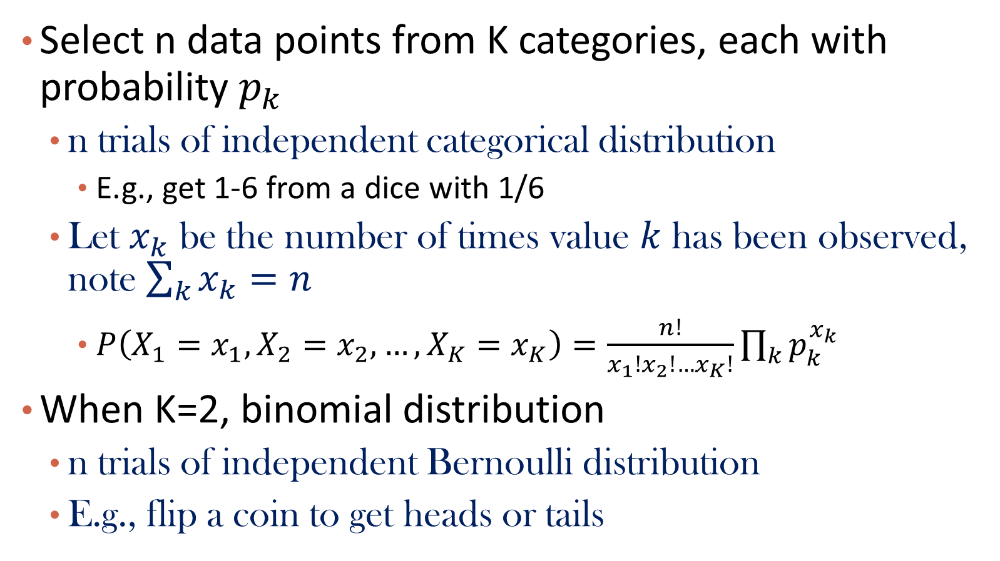 • Select n data points from K categories, each with
probability $p_k$
• n trials of independent categorical distribution
• E.g., get 1-6 from a dice with 1/6
• Let $x_k$ be the number of times value $k$ has been observed,
note $\sum_k x_k = n$
• $P(X_1 = x_1, X_2 = x_2, \ldots, X_K = x_K) = \frac{n!}{x_1! x_2! \ldots x_K!} \prod_k p_k^{x_k}$
• When K=2, binomial distribution
• n trials of independent Bernoulli distribution
• E.g., flip a coin to get heads or tails